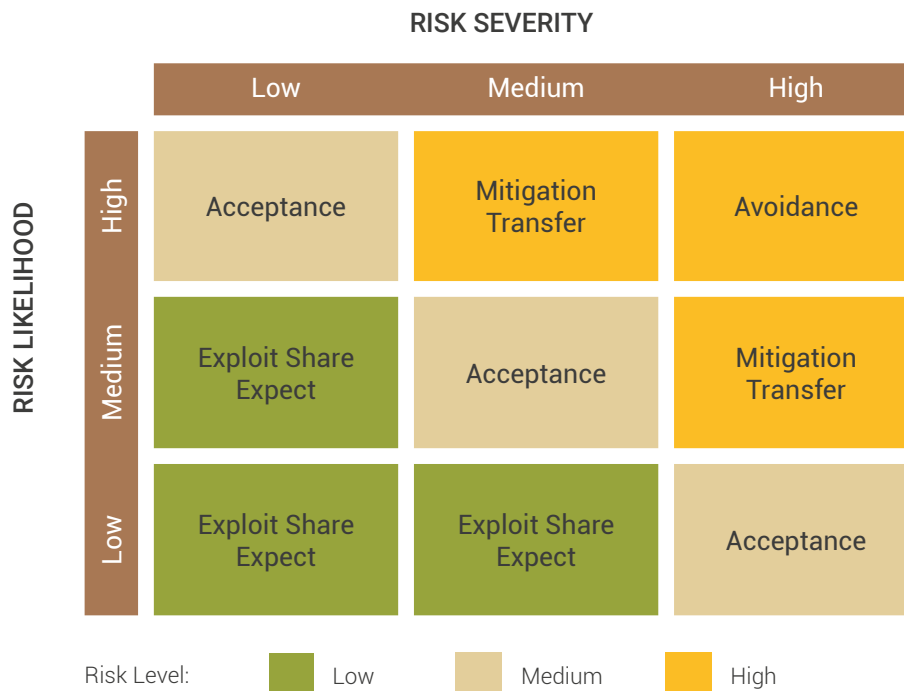 RISK SEVERITY
Low
Medium
High
RISK LIKELIHOOD
High
Acceptance
Mitigation
Transfer
Avoidance
Medium
Exploit Share
Expect
Acceptance
Mitigation
Transfer
Low
Exploit Share
Expect
Exploit Share
Expect
Acceptance
Risk Level:
Low
Medium
High